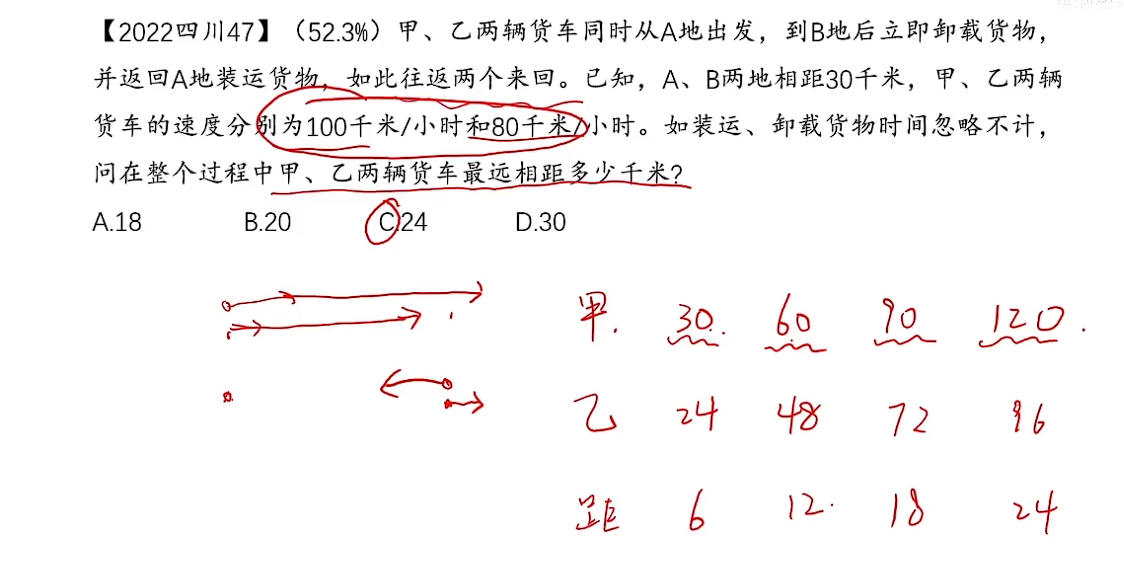 【2022四川47】（52.3%）甲、乙两辆货车同时从A地出发，到B地后立即卸载货物，
并返回A地装运货物，如此往返两个来回。已知，A、B两地相距30千米，甲、乙两辆
货车的速度分别为100千米/小时和80千米/小时。如装运、卸载货物时间忽略不计，
问在整个过程中甲、乙两辆货车最远相距多少千米？
A.18 B.20 C.24 D.30
甲. 30. 60 90 120.
乙 24 48 72 96
距 6 12. 18 24